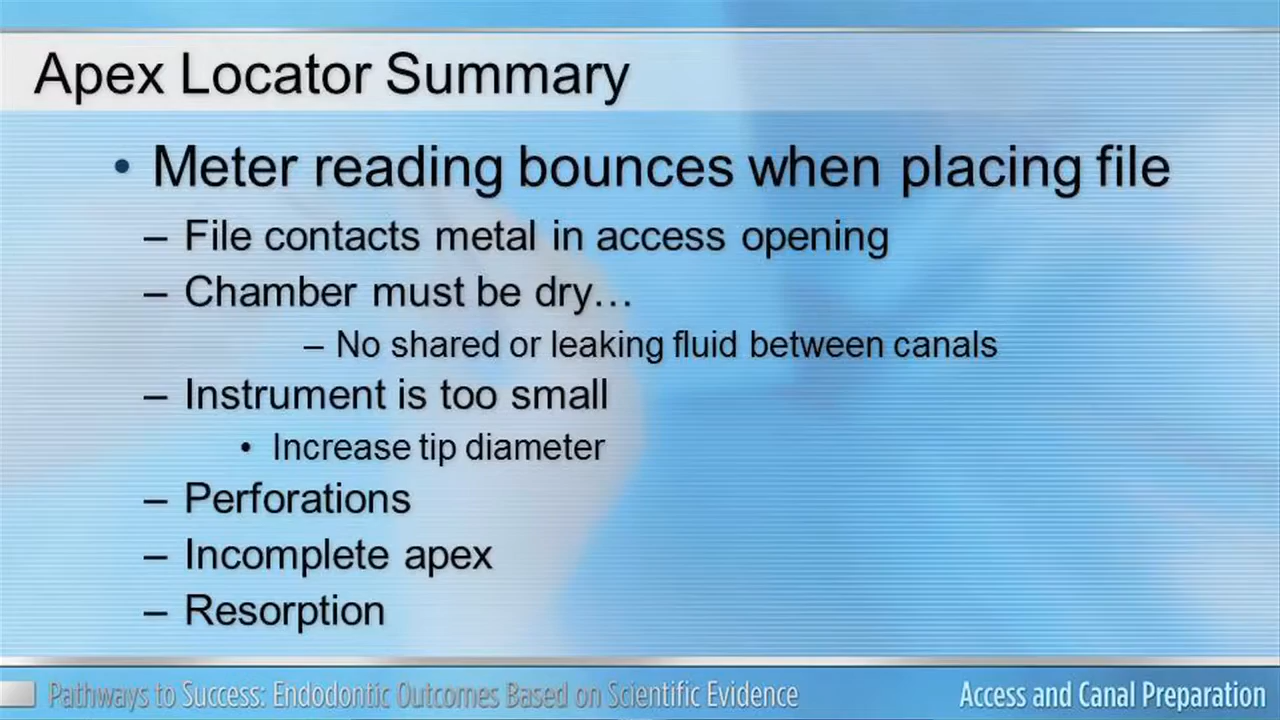 Apex Locator Summary
• Meter reading bounces when placing file
– File contacts metal in access opening
– Chamber must be dry…
– No shared or leaking fluid between canals
– Instrument is too small
• Increase tip diameter
– Perforations
– Incomplete apex
– Resorption
Pathways to Success: Endodontic Outcomes Based on Scientific Evidence
Access and Canal Preparation